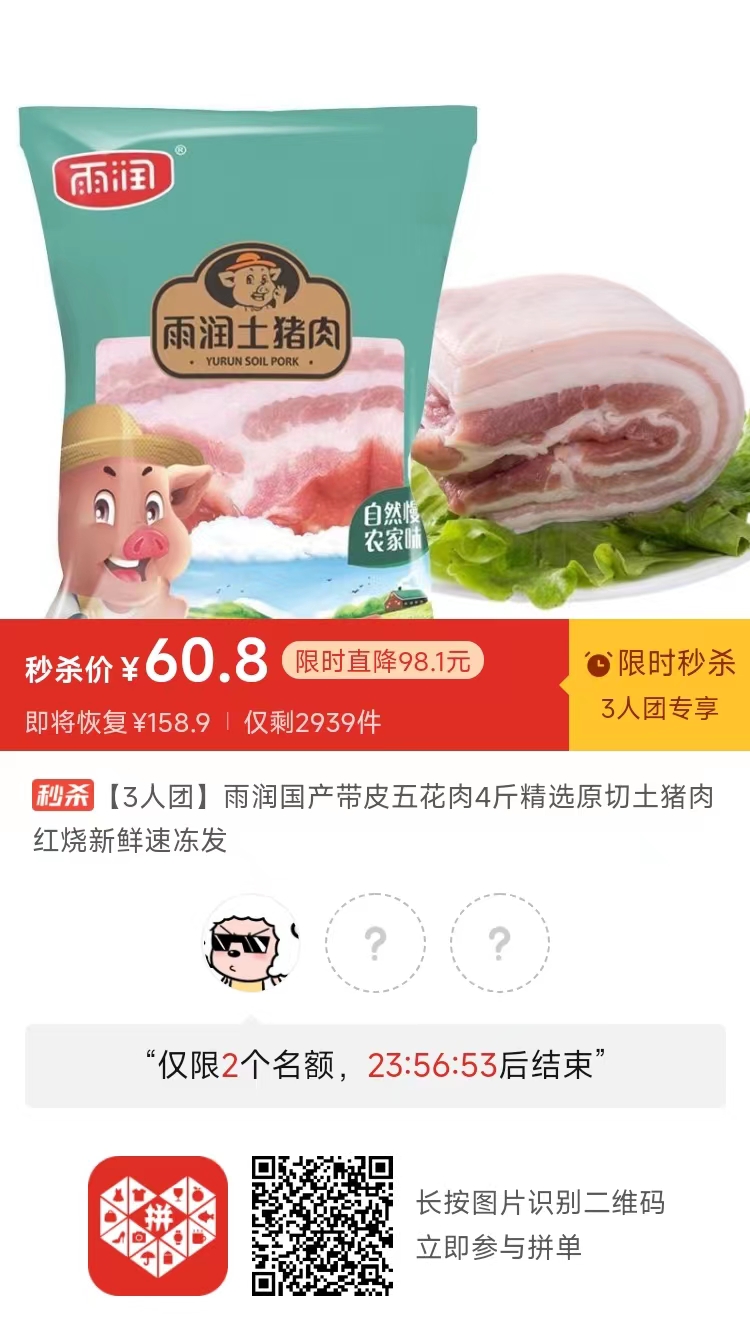 雨润®
雨润土猪肉
· YURUN SOIL PORK ·
自然慢
农家味
秒杀价¥60.8 限时直降98.1元
即将恢复¥158.9 | 仅剩2939件
限时秒杀
3人团专享
秒杀【3人团】雨润国产带皮五花肉4斤精选原切土猪肉
红烧新鲜速冻发
?
?
“仅限2个名额，23:56:53后结束”
拼
长按图片识别二维码
立即参与拼单